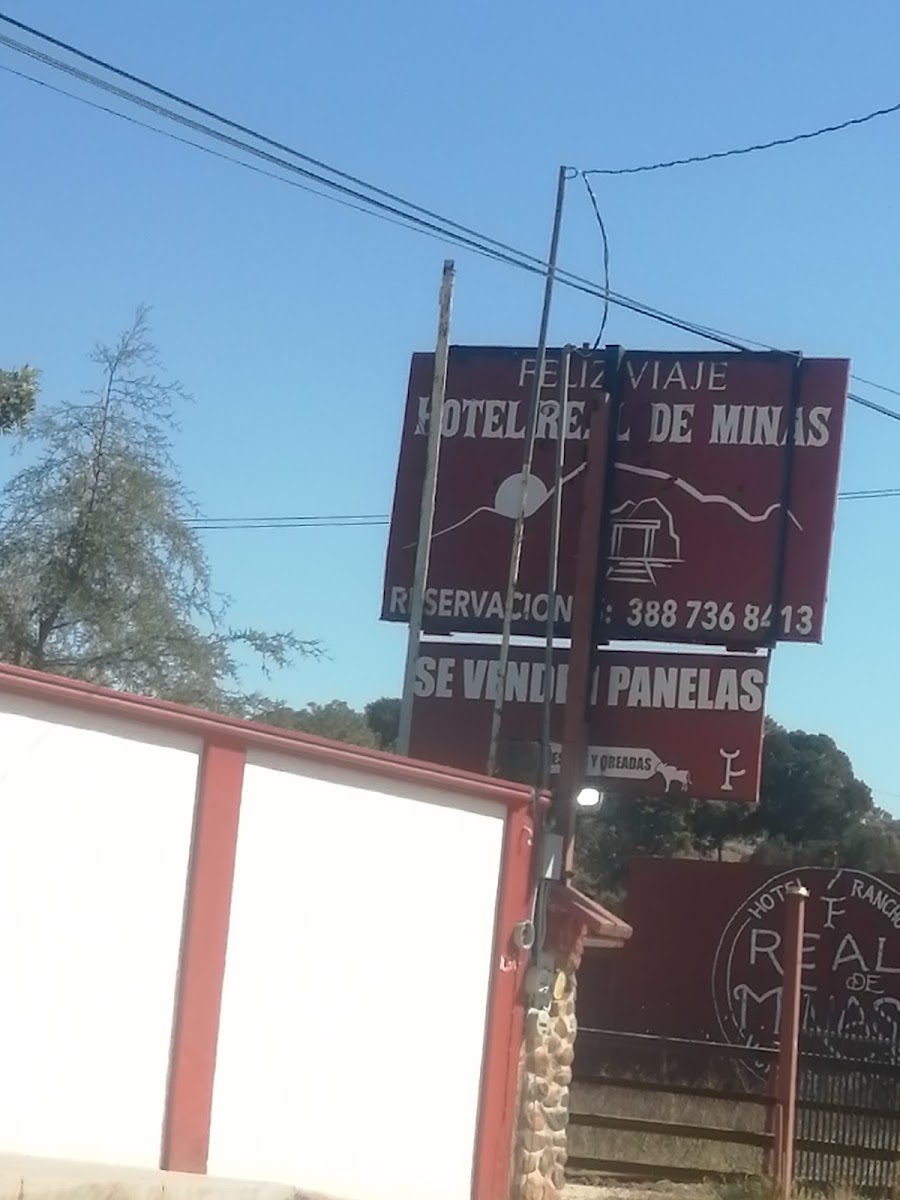 FELIZ VIAJE
HOTEL REAL DE MINAS
RESERVACIONES: 388 736 8413
SE VENDEN PANELAS
Y OREADAS
HOTEL RANCHO
REAL
DE
MINAS